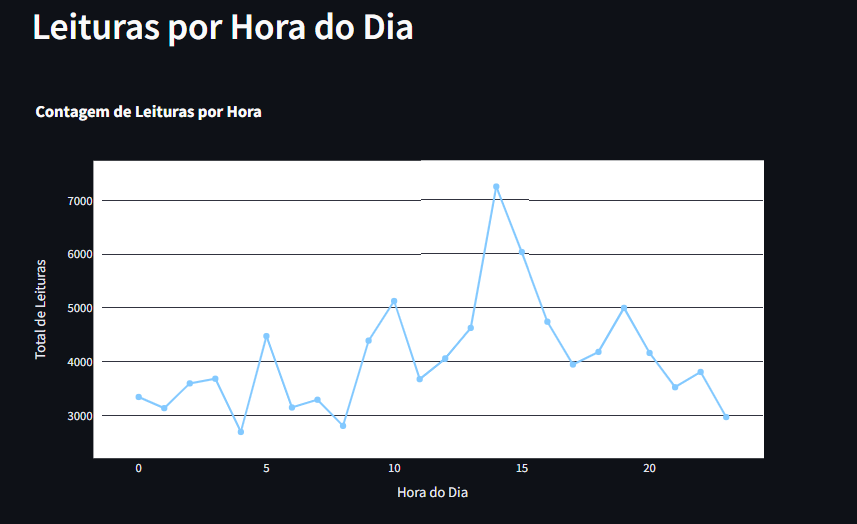 Leituras por Hora do Dia
Contagem de Leituras por Hora
Total de Leituras
7000
6000
5000
4000
3000
0 5 10 15 20
Hora do Dia